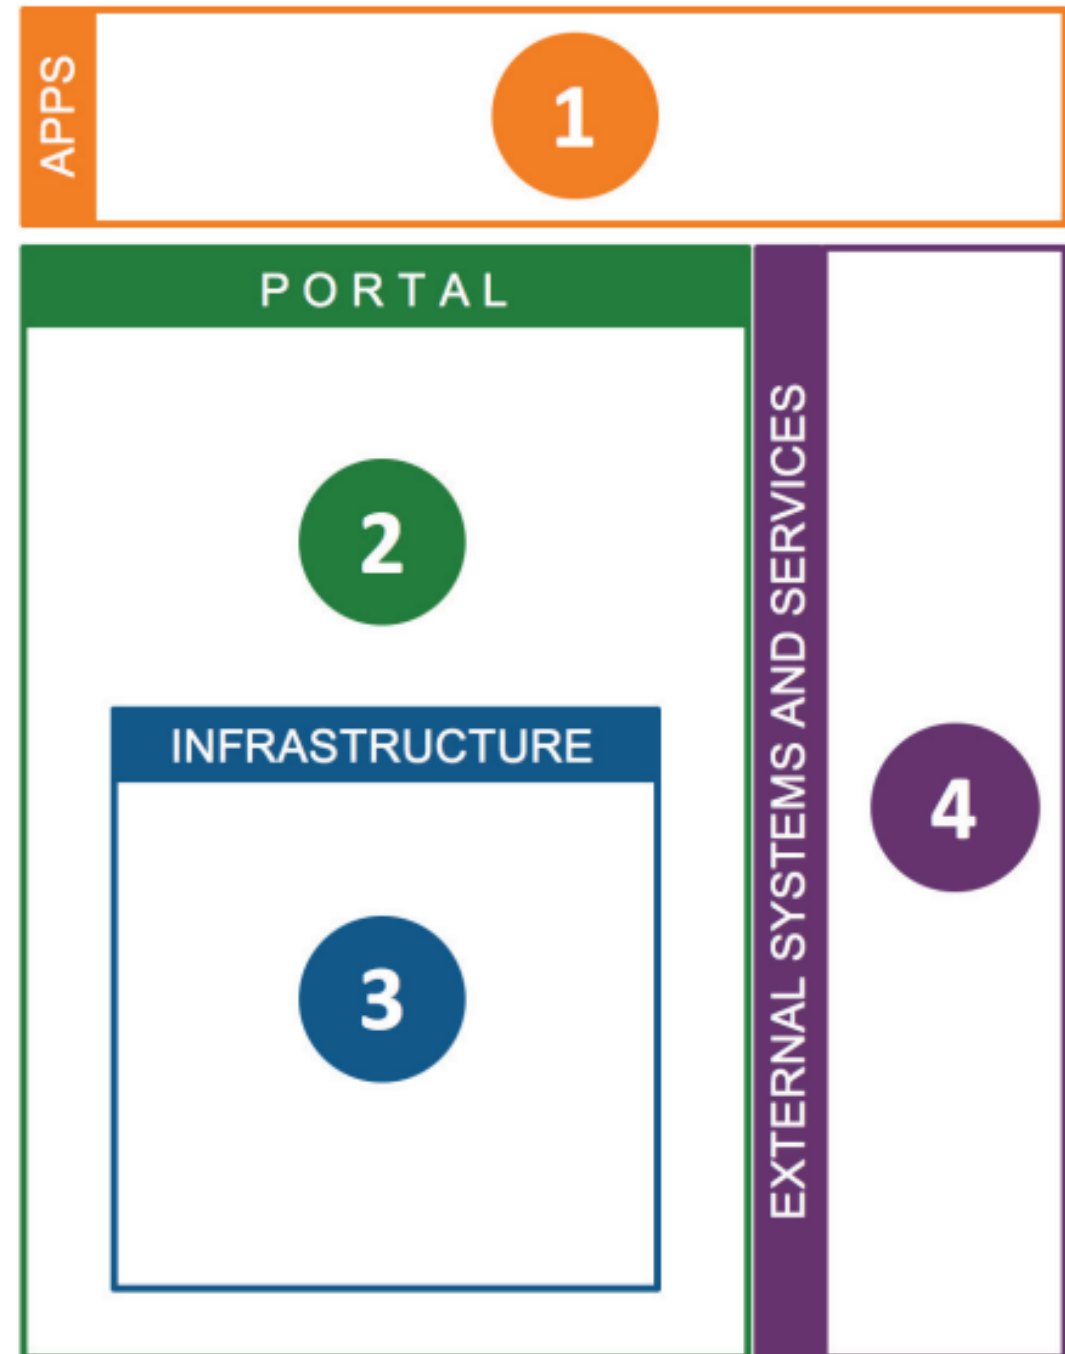 APPS
1
PORTAL
2
INFRASTRUCTURE
3
EXTERNAL SYSTEMS AND SERVICES
4